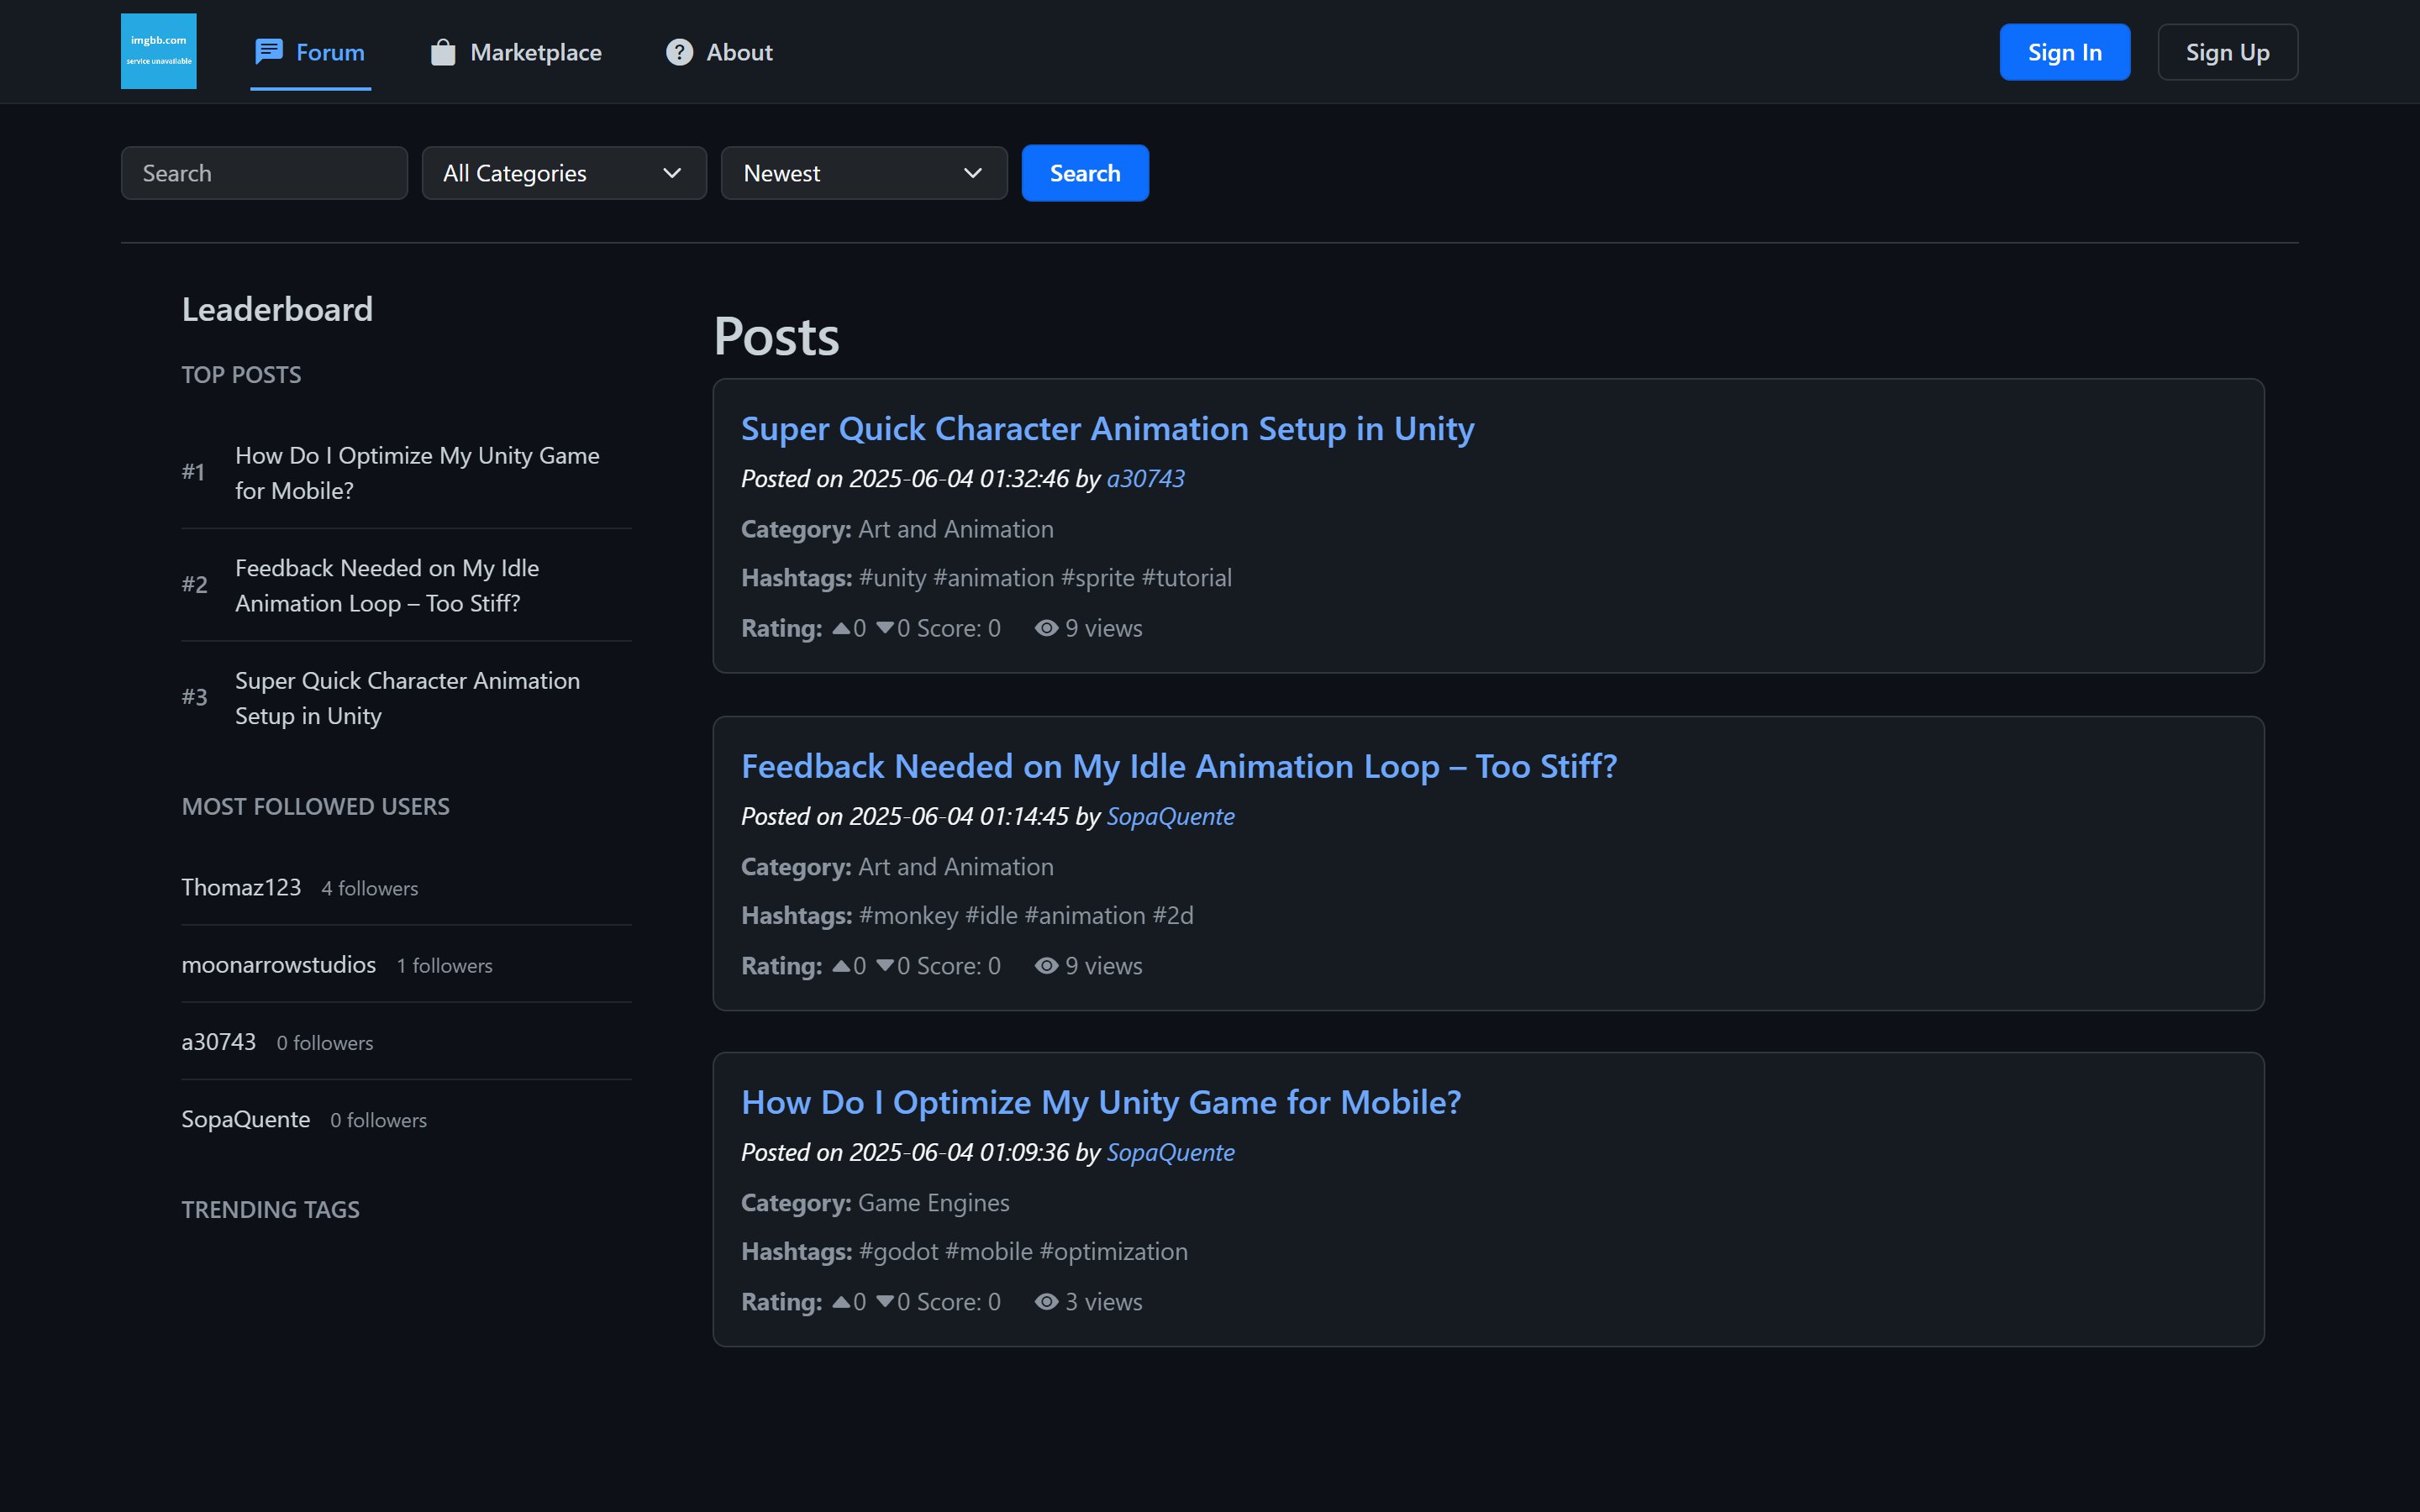 imgbb.com
service unavailable
Forum
Marketplace
? About
Sign In
Sign Up
Search
All Categories
Newest
Search
Leaderboard
TOP POSTS
#1 How Do I Optimize My Unity Game
for Mobile?
#2 Feedback Needed on My Idle
Animation Loop – Too Stiff?
#3 Super Quick Character Animation
Setup in Unity
MOST FOLLOWED USERS
Thomaz123 4 followers
moonarrowstudios 1 followers
a30743 0 followers
SopaQuente 0 followers
TRENDING TAGS
Posts
Super Quick Character Animation Setup in Unity
Posted on 2025-06-04 01:32:46 by a30743
Category: Art and Animation
Hashtags: #unity #animation #sprite #tutorial
Rating: 0 0 Score: 0 9 views
Feedback Needed on My Idle Animation Loop – Too Stiff?
Posted on 2025-06-04 01:14:45 by SopaQuente
Category: Art and Animation
Hashtags: #monkey #idle #animation #2d
Rating: 0 0 Score: 0 9 views
How Do I Optimize My Unity Game for Mobile?
Posted on 2025-06-04 01:09:36 by SopaQuente
Category: Game Engines
Hashtags: #godot #mobile #optimization
Rating: 0 0 Score: 0 3 views